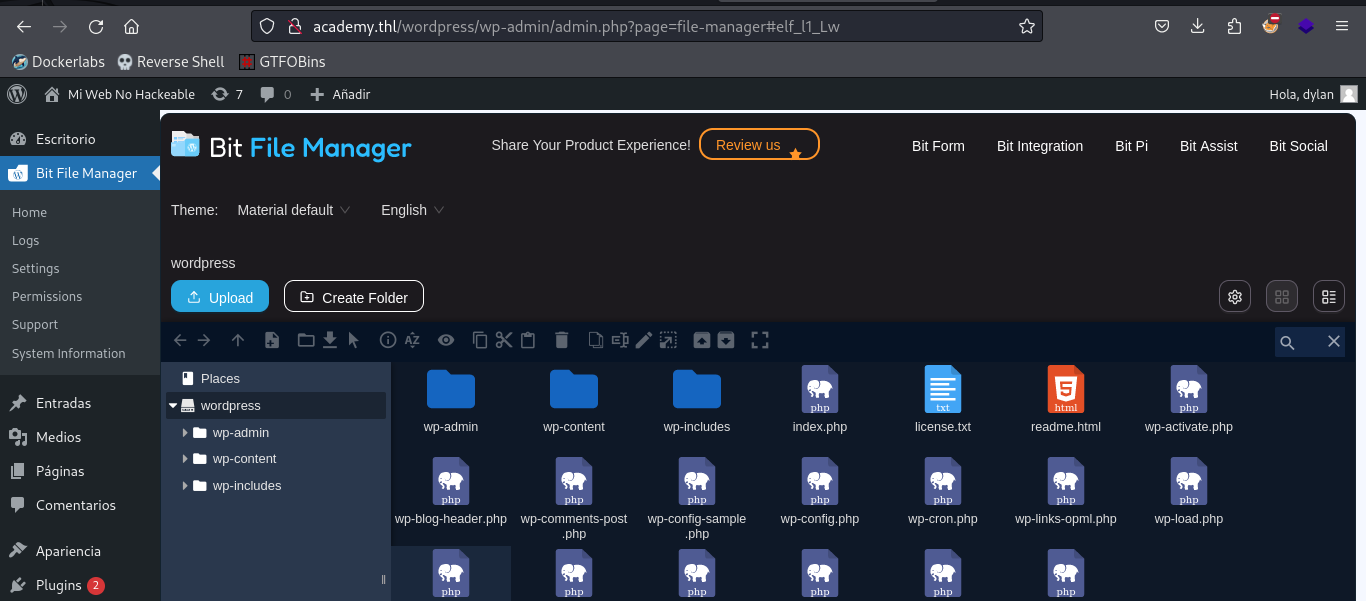 academy.thl/wordpress/wp-admin/admin.php?page=file-manager#elf_l1_Lw
Dockerlabs Reverse Shell GTFOBins
Mi Web No Hackeable 7 0 Añadir Hola, dylan
Escritorio
Bit File Manager
Home
Logs
Settings
Permissions
Support
System Information
Entradas
Medios
Páginas
Comentarios
Apariencia
Plugins 2
Bit File Manager Share Your Product Experience! Review us Bit Form Bit Integration Bit Pi Bit Assist Bit Social
Theme: Material default English
wordpress
Upload Create Folder
Places
wordpress
wp-admin
wp-content
wp-includes
php txt html php
wp-admin wp-content wp-includes index.php license.txt readme.html wp-activate.php
php php php php php php php
wp-blog-header.php wp-comments-post.php wp-config-sample.php wp-config.php wp-cron.php wp-links-opml.php wp-load.php
php php php php php php